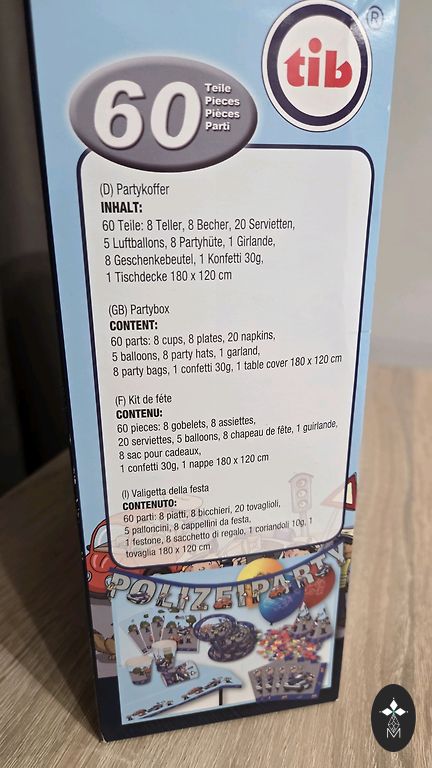 tib
®
60
Teile
Pieces
Pièces
Parti
(D) Partykoffer
INHALT:
60 Teile: 8 Teller, 8 Becher, 20 Servietten,
5 Luftballons, 8 Partyhüte, 1 Girlande,
8 Geschenkebeutel, 1 Konfetti 30g,
1 Tischdecke 180 x 120 cm
(GB) Partybox
CONTENT:
60 parts: 8 cups, 8 plates, 20 napkins,
5 balloons, 8 party hats, 1 garland,
8 party bags, 1 confetti 30g, 1 table cover 180 x 120 cm
(F) Kit de féte
CONTENU:
60 pieces: 8 gobelets, 8 assiettes,
20 serviettes, 5 balloons, 8 chapeau de fête, 1 guirlande,
8 sac pour cadeaux,
1 confetti 30g, 1 nappe 180 x 120 cm
(I) Valigetta della festa
CONTENUTO:
60 parti: 8 piatti, 8 bicchieri, 20 tovaglioli,
5 palloncini, 8 cappellini da festa,
1 festone, 8 sacchetto di regalo, 1 coriandoli 10g, 1
tovaglia 180 x 120 cm
POLIZEIPARTY
M